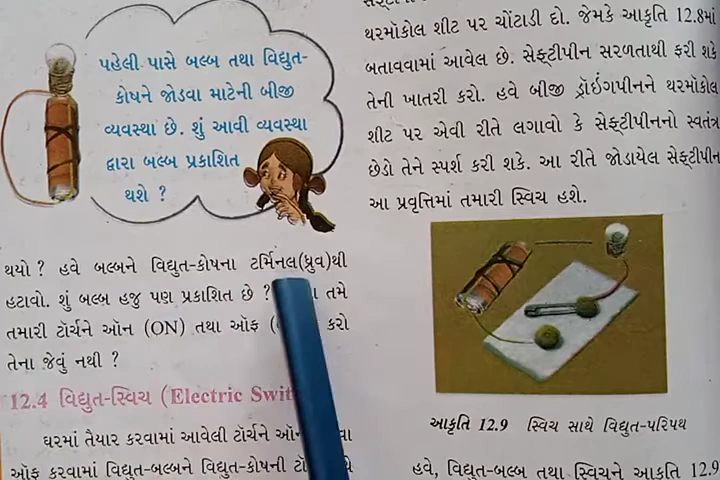 પહેલી પાસે બલ્બ તથા વિદ્યુત-
કોષને જોડવા માટેની બીજી
વ્યવસ્થા છે. શું આવી વ્યવસ્થા
દ્વારા બલ્બ પ્રકાશિત
થશે ?
થયો ? હવે બલ્બને વિદ્યુત-કોષના ટર્મિનલ(ધ્રુવ)થી
હટાવો. શું બલ્બ હજુ પણ પ્રકાશિત છે ? તમે
તમારી ટૉર્ચને ઑન (ON) તથા ઑફ કરો
તેના જેવું નથી ?
12.4 વિદ્યુત-સ્વિચ (Electric
ઘરમાં તૈયાર કરવામાં આવેલી ટૉર્ચને
ઑફ કરવામાં વિદ્યુત-બલ્બને વિદ્યુત-કોષની
થરમૉકોલ શીટ પર ચોંટાડી દો. જેમકે આકૃતિ 12.8માં
બતાવવામાં આવેલ છે. સેફ્ટીપીન સરળતાથી ફરી શકે
તેની ખાતરી કરો. હવે બીજી ડ્રૉઇંગપીનને થરમૉકોલ
શીટ પર એવી રીતે લગાવો કે સેફ્ટીપીનનો સ્વતંત્ર
છેડો તેને સ્પર્શ કરી શકે. આ રીતે જોડાયેલ સેફ્ટીપીન
આ પ્રવૃત્તિમાં તમારી સ્વિચ હશે.
આકૃતિ 12.9 સ્વિચ સાથે વિદ્યુત-પરિપથ
હવે, વિદ્યુત-બલ્બ તથા સ્વિચને આકૃતિ 12.9